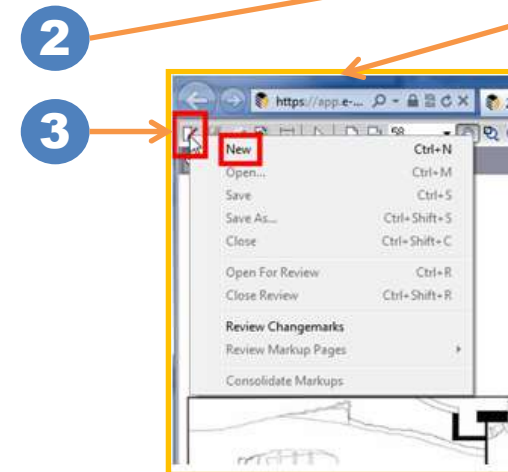 2
3
https://app.e-...
58
New Ctrl+N
Open... Ctrl+M
Save Ctrl+S
Save As... Ctrl+Shift+S
Close Ctrl+Shift+C
Open For Review Ctrl+R
Close Review Ctrl+Shift+R
Review Changemarks
Review Markup Pages
Consolidate Markups